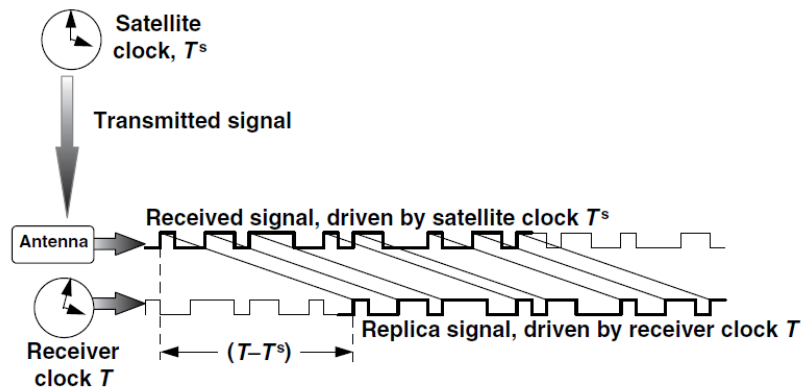 Satellite
clock, Tˢ
Transmitted signal
Received signal, driven by satellite clock Tˢ
Antenna
Replica signal, driven by receiver clock T
(T–Tˢ)
Receiver
clock T